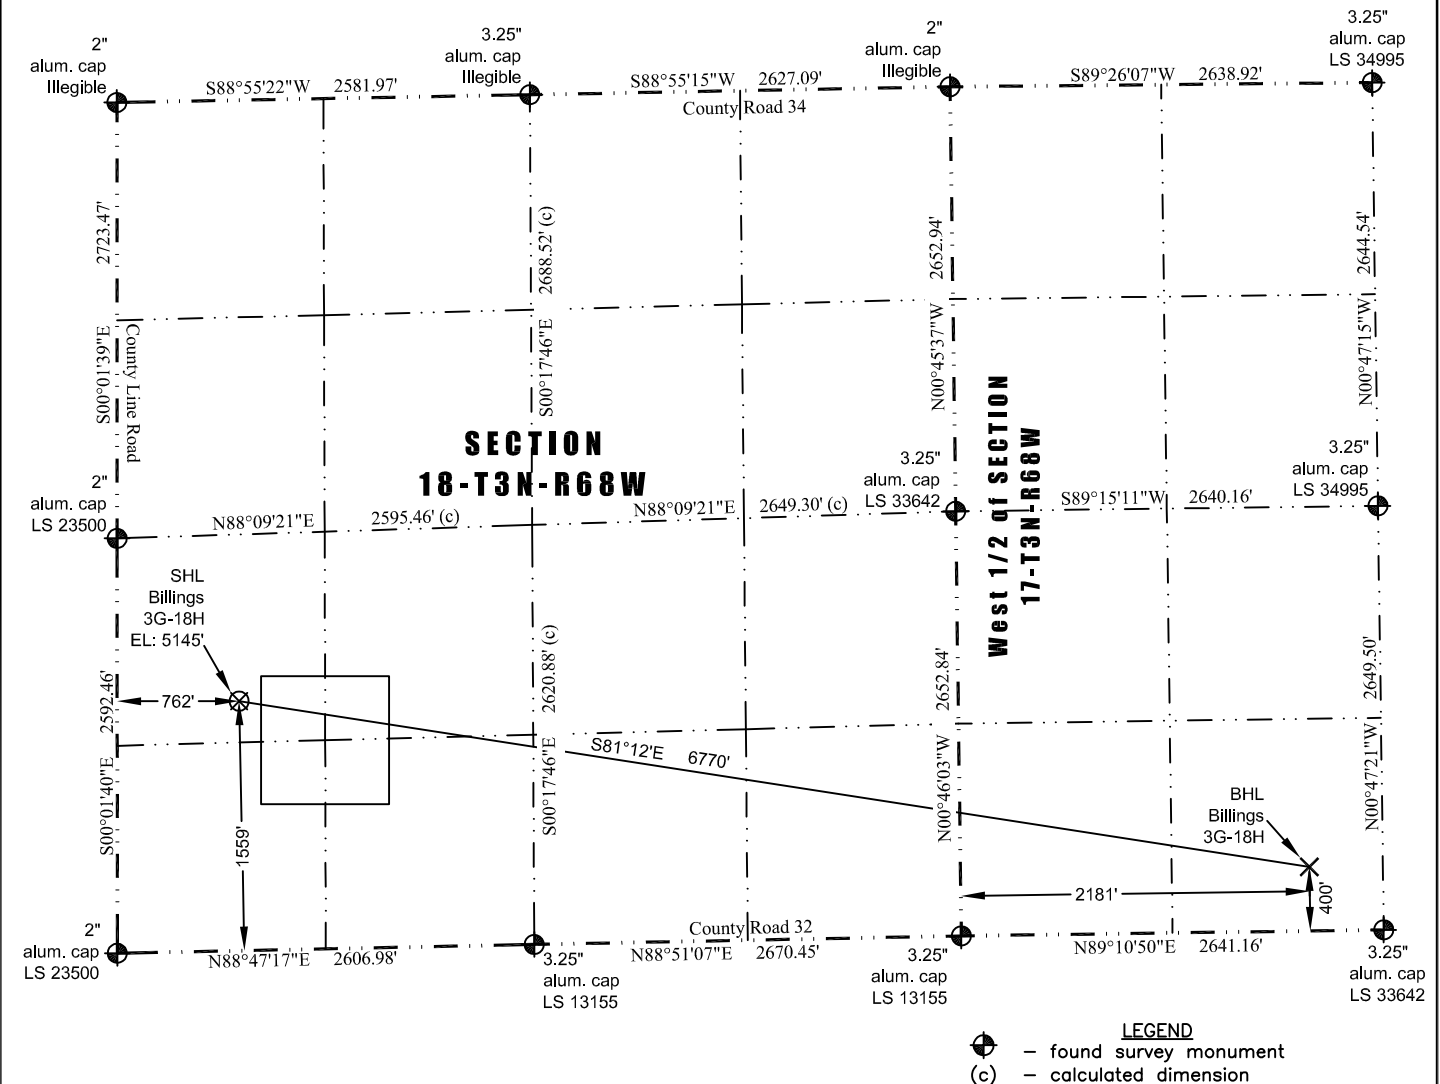 2"
alum. cap
Illegible
S88°55'22"W 2581.97'
3.25"
alum. cap
Illegible
S88°55'15"W 2627.09'
County Road 34
2"
alum. cap
Illegible
S89°26'07"W 2638.92'
3.25"
alum. cap
LS 34995
2723.47'
S00°01'39"E
County Line Road
2688.52' (c)
S00°17'46"E
2652.94'
N00°45'37"W
2644.54'
N00°47'15"W
SECTION
18-T3N-R68W
West 1/2 of SECTION
17-T3N-R68W
2"
alum. cap
LS 23500
N88°09'21"E 2595.46' (c)
N88°09'21"E 2649.30' (c)
3.25"
alum. cap
LS 33642
S89°15'11"W 2640.16'
3.25"
alum. cap
LS 34995
SHL
Billings
3G-18H
EL: 5145'
762'
1559'
2592.46'
S00°01'40"E
2620.88' (c)
S00°17'46"E
S81°12'E 6770'
2652.84'
N00°46'03"W
2649.50'
N00°47'21"W
BHL
Billings
3G-18H
2181'
400'
2"
alum. cap
LS 23500
N88°47'17"E 2606.98'
3.25"
alum. cap
LS 13155
County Road 32
N88°51'07"E 2670.45'
3.25"
alum. cap
LS 13155
N89°10'50"E 2641.16'
3.25"
alum. cap
LS 33642
LEGEND
– found survey monument
(c) – calculated dimension